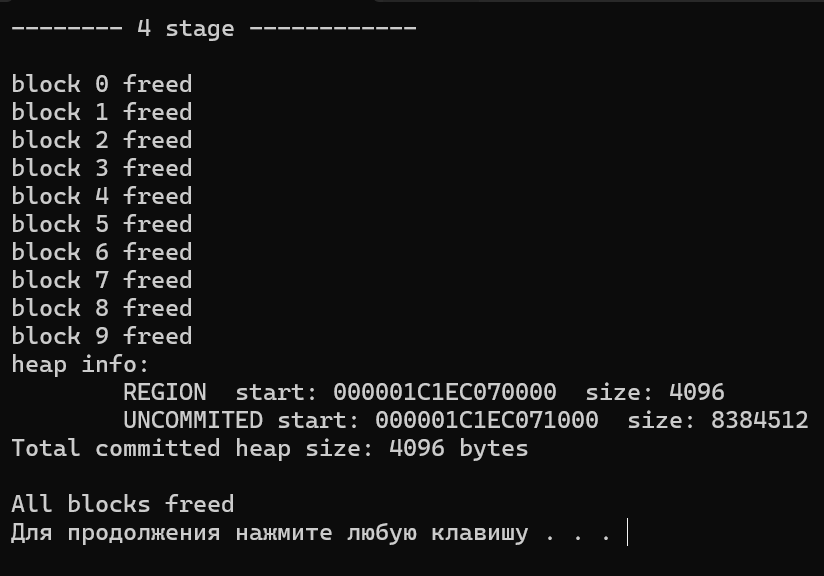 -------- 4 stage ------------
block 0 freed
block 1 freed
block 2 freed
block 3 freed
block 4 freed
block 5 freed
block 6 freed
block 7 freed
block 8 freed
block 9 freed
heap info:
REGION start: 000001C1EC070000 size: 4096
UNCOMMITED start: 000001C1EC071000 size: 8384512
Total committed heap size: 4096 bytes
All blocks freed
Для продолжения нажмите любую клавишу . . .